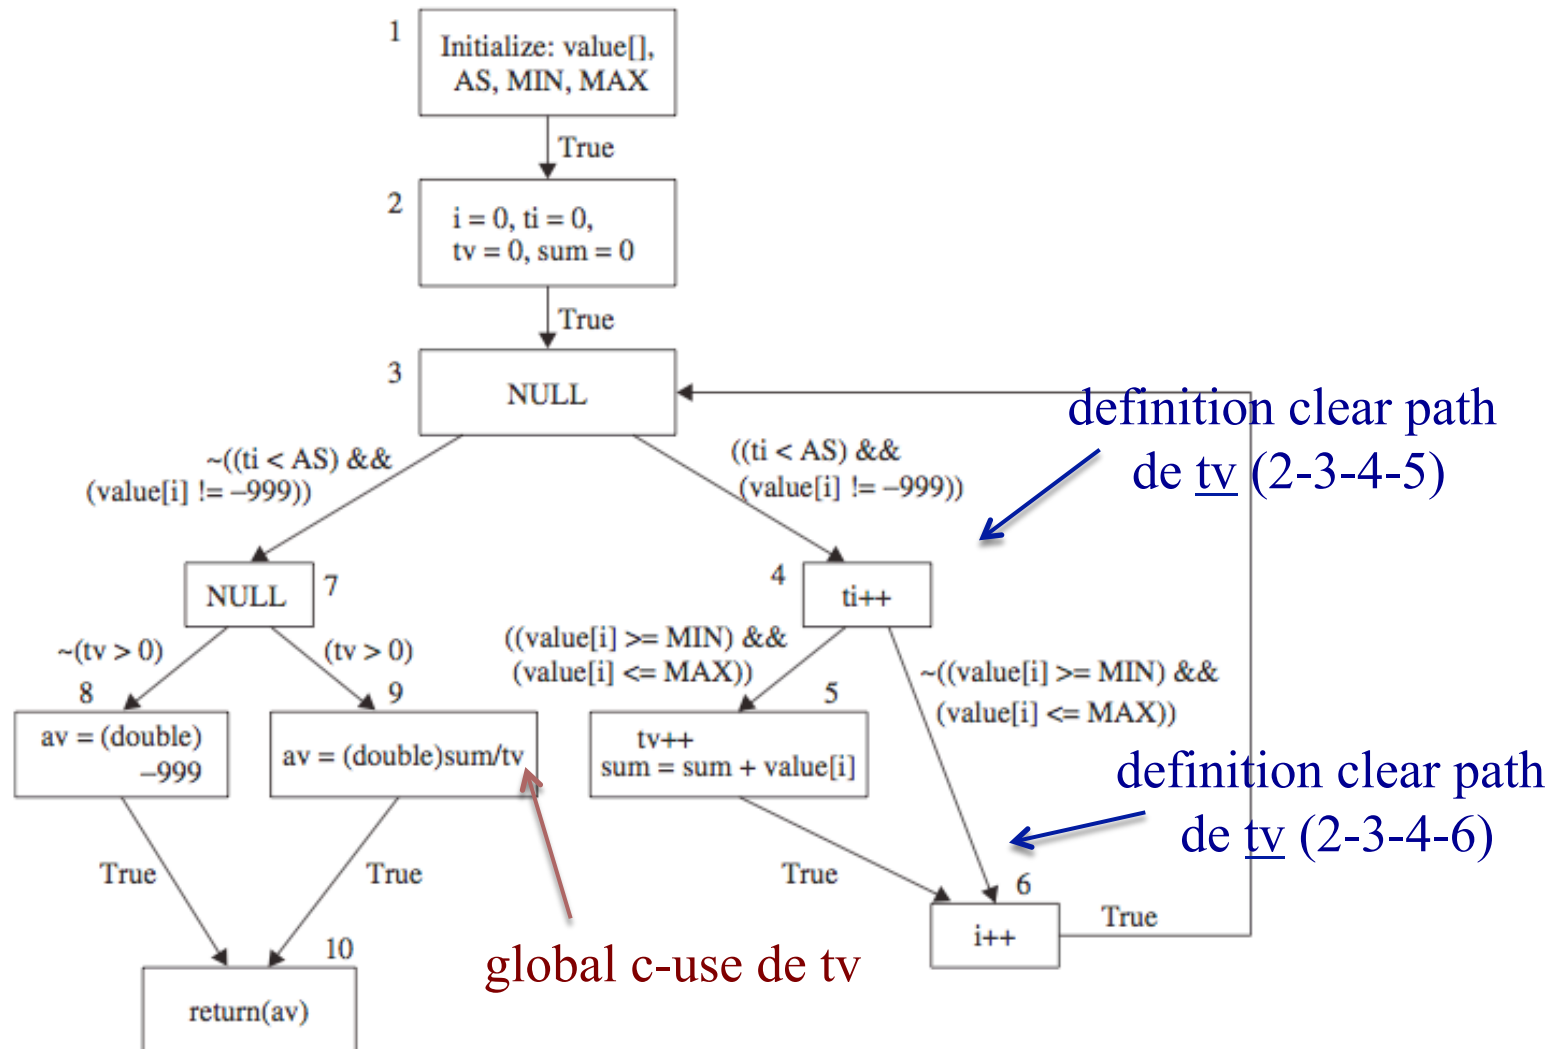 1
Initialize: value[],
AS, MIN, MAX
True
2
i = 0, ti = 0,
tv = 0, sum = 0
True
3
NULL
definition clear path
de tv (2-3-4-5)
~((ti < AS) &&
(value[i] != –999))
((ti < AS) &&
(value[i] != –999))
NULL
7
4
ti++
~(tv > 0)
(tv > 0)
((value[i] >= MIN) &&
(value[i] <= MAX))
~((value[i] >= MIN) &&
(value[i] <= MAX))
8
av = (double)
–999
9
av = (double)sum/tv
5
tv++
sum = sum + value[i]
definition clear path
de tv (2-3-4-6)
True
True
True
6
i++
True
global c-use de tv
10
return(av)